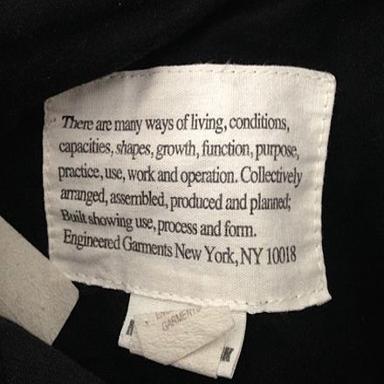 There are many ways of living, conditions,
capacities, shapes, growth, function, purpose,
practice, use, work and operation. Collectively
arranged, assembled, produced and planned;
Built showing use, process and form.
Engineered Garments New York, NY 10018
GARMENTS